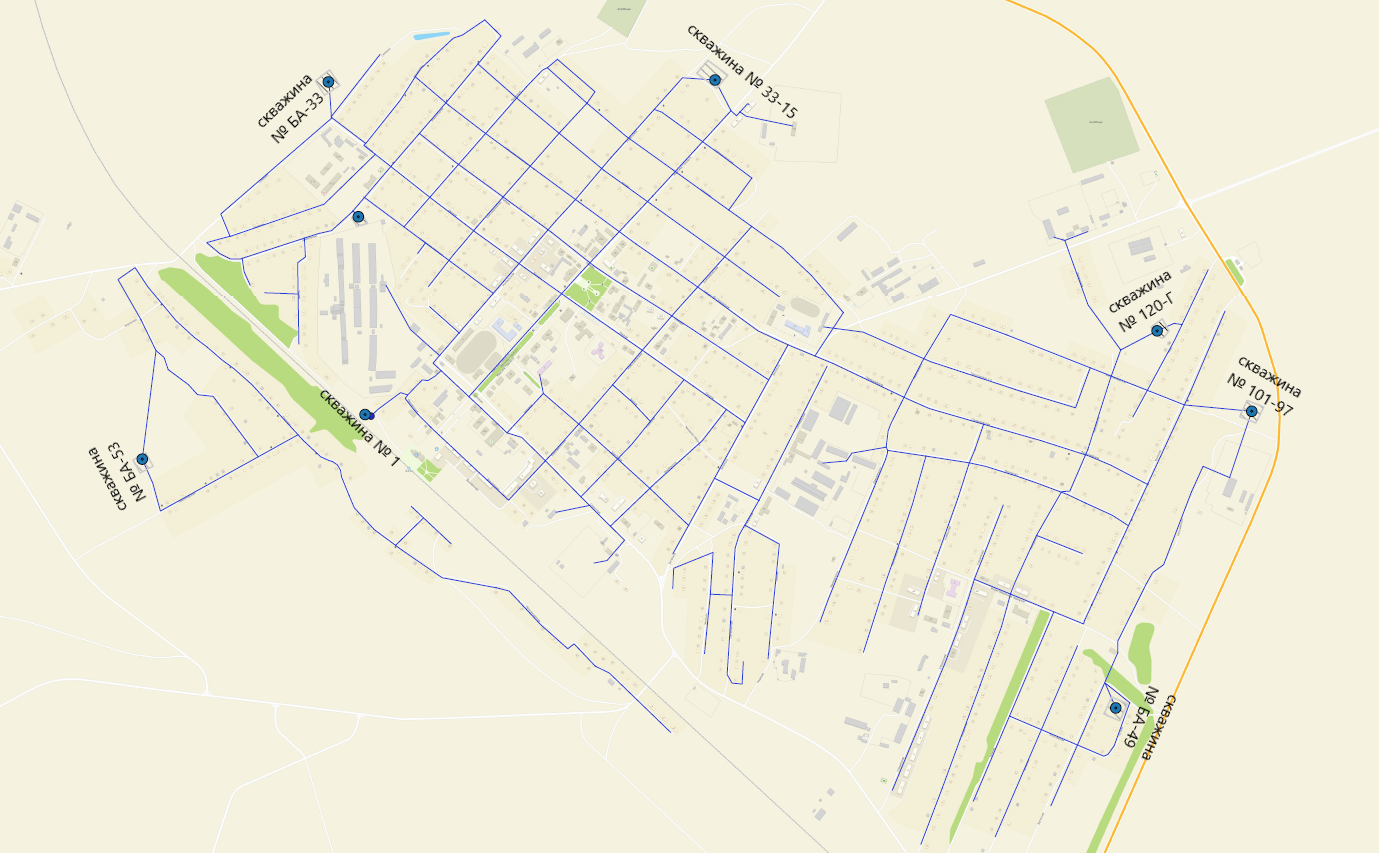 скважина
№ БА-33
скважина № 33-15
скважина
№ 120-Г
скважина
№ 101-97
скважина № 1
скважина
№ БА-53
скважина
№ БА-49